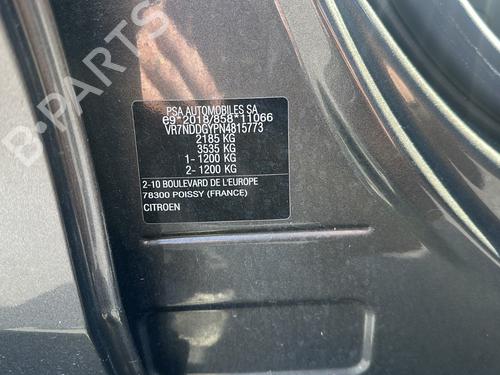 B-PARTS
PSA AUTOMOBILES SA
e9*2018/858*11066
VR7NDDGYPN4815773
2185 KG
3535 KG
1- 1200 KG
2- 1200 KG
2-10 BOULEVARD DE L'EUROPE
78300 POISSY (FRANCE)
CITROEN